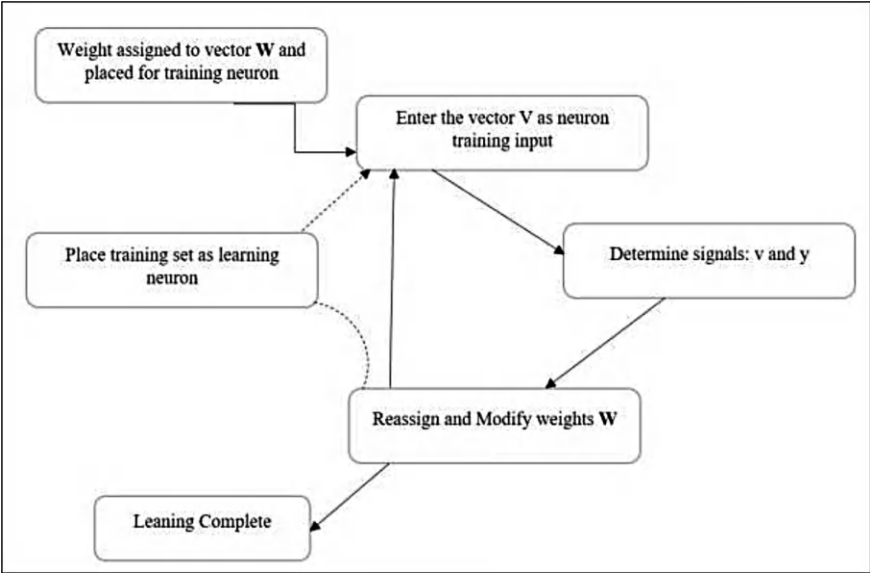 Weight assigned to vector W and
placed for training neuron
Enter the vector V as neuron
training input
Place training set as learning
neuron
Determine signals: v and y
Reassign and Modify weights W
Leaning Complete